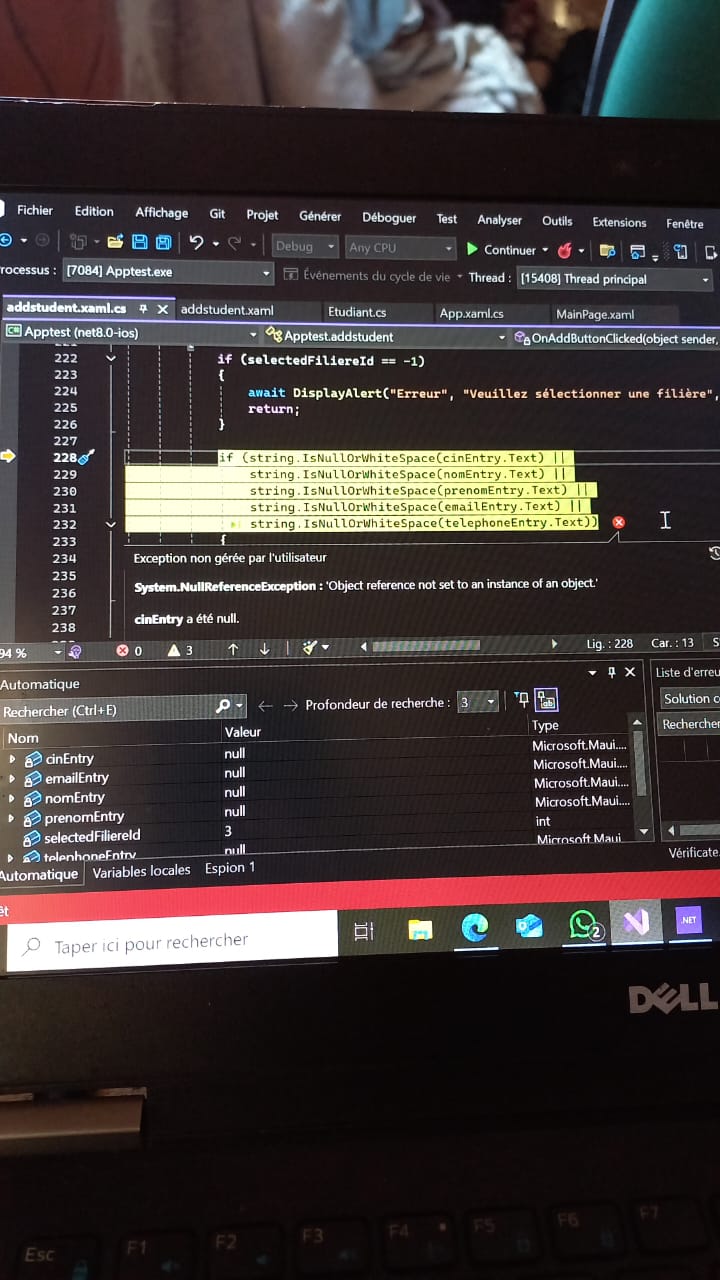 Fichier Edition Affichage Git Projet Générer Déboguer Test Analyser Outils Extensions Fenêtre
Debug Any CPU Continuer
rocessus : [7084] Apptest.exe Événements du cycle de vie Thread : [15408] Thread principal
addstudent.xaml.cs addstudent.xaml Etudiant.cs App.xaml.cs MainPage.xaml
C# Apptest (net8.0-ios) Apptest.addstudent OnAddButtonClicked(object sender,
222 if (selectedFiliereId == -1)
223 {
224 await DisplayAlert("Erreur", "Veuillez sélectionner une filière",
225 return;
226 }
227
228 if (string.IsNullOrWhiteSpace(cinEntry.Text) ||
229 string.IsNullOrWhiteSpace(nomEntry.Text) ||
230 string.IsNullOrWhiteSpace(prenomEntry.Text) ||
231 string.IsNullOrWhiteSpace(emailEntry.Text) ||
232 string.IsNullOrWhiteSpace(telephoneEntry.Text))
233 {
234 Exception non gérée par l'utilisateur
235
236 System.NullReferenceException : 'Object reference not set to an instance of an object.'
237
238 cinEntry a été null.
94 % 0 3 Lig. : 228 Car. : 13
Automatique
Liste d'erreu
Rechercher (Ctrl+E) Profondeur de recherche : 3
Solution c
Rechercher
Nom Valeur Type
cinEntry null Microsoft.Maui....
emailEntry null Microsoft.Maui....
nomEntry null Microsoft.Maui....
prenomEntry null Microsoft.Maui....
selectedFiliereId 3 int
telephoneEntry null Microsoft.Maui
Automatique Variables locales Espion 1
Vérificate
êt
Taper ici pour rechercher
2
.NET
DELL
Esc F1 F2 F3 F4 F5 F6 F7